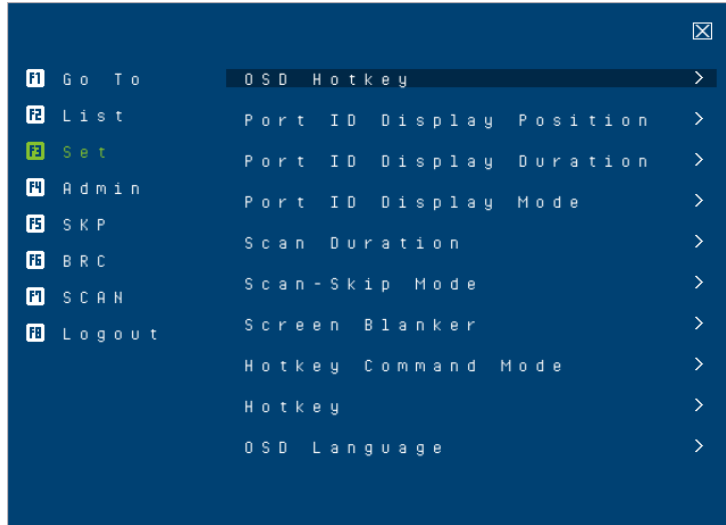 F1 Go To
F2 List
F3 Set
F4 Admin
F5 SKP
F6 BRC
F7 SCAN
F8 Logout
OSD Hotkey
Port ID Display Position
Port ID Display Duration
Port ID Display Mode
Scan Duration
Scan-Skip Mode
Screen Blanker
Hotkey Command Mode
Hotkey
OSD Language